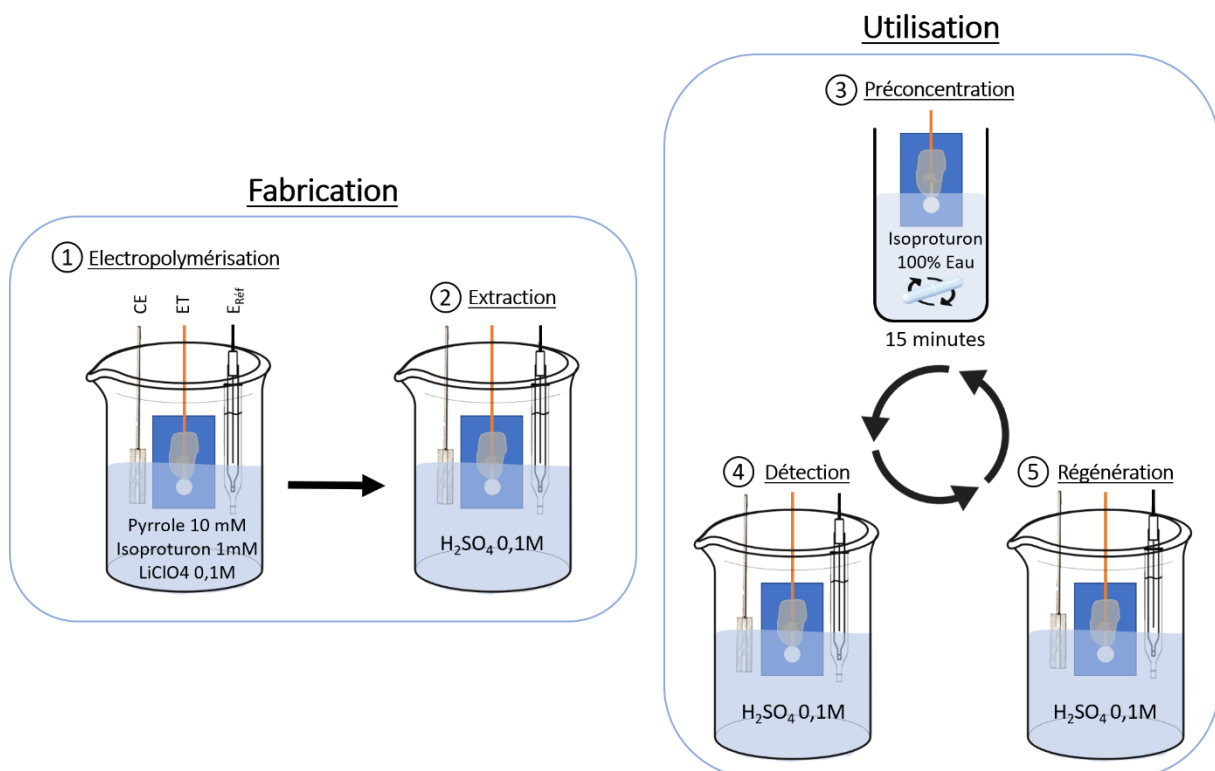 Fabrication
① Electropolymérisation
CE
ET
E_Réf
Pyrrole 10 mM
Isoproturon 1mM
LiClO4 0,1M
② Extraction
H₂SO₄ 0,1M
Utilisation
③ Préconcentration
Isoproturon
100% Eau
15 minutes
④ Détection
H₂SO₄ 0,1M
⑤ Régénération
H₂SO₄ 0,1M